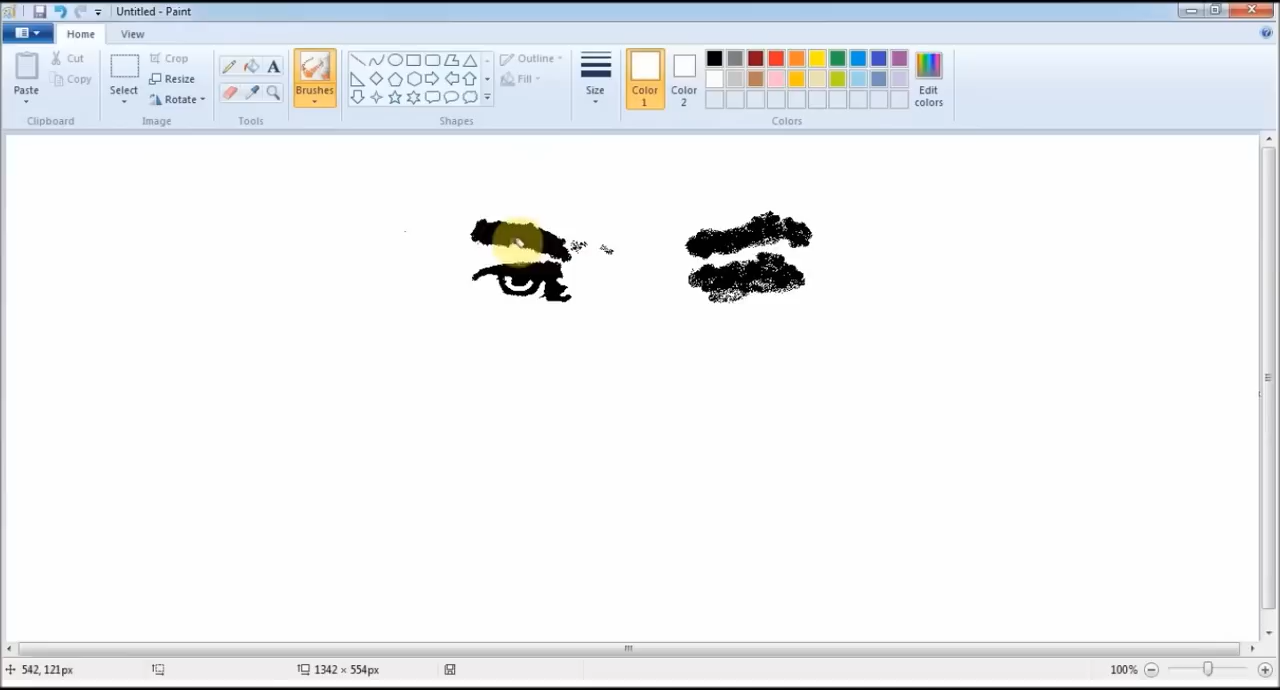 Untitled - Paint
Home View
Paste
Cut
Copy
Clipboard
Select
Crop
Resize
Rotate
Image
A
Tools
Brushes
Shapes
Outline
Fill
Size
Color 1
Color 2
Edit colors
Colors
542, 121px
1342 × 554px
100%